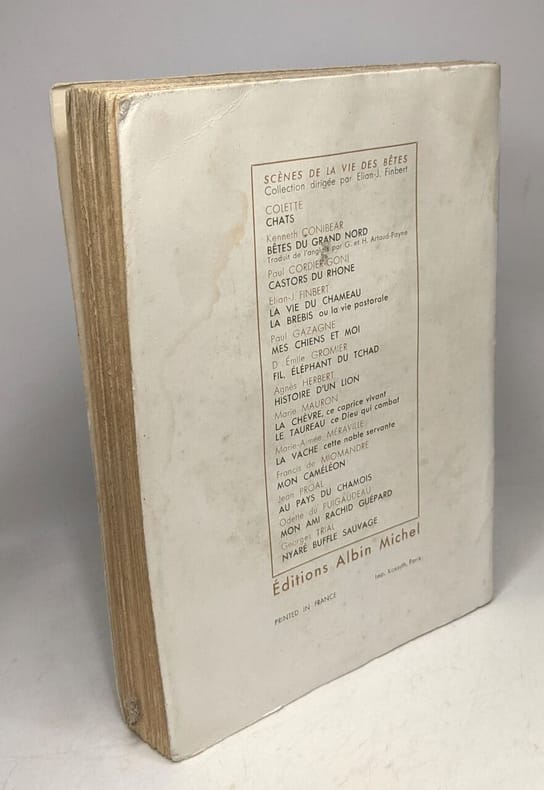 SCÈNES DE LA VIE DES BÊTES
Collection dirigée par Elian-J. Finbert
COLETTE
CHATS
Kenneth CONIBEAR
BÊTES DU GRAND NORD
Traduit de l'anglais par G. et H. Artaud-Payne
Paul CORDIER-GONI
CASTORS DU RHONE
Elian-J. FINBERT
LA VIE DU CHAMEAU
LA BREBIS ou la vie pastorale
Paul GAZAGNE
MES CHIENS ET MOI
D Émile GROMIER
FIL, ÉLÉPHANT DU TCHAD
Agnès HERBERT
HISTOIRE D'UN LION
Marie MAURON
LA CHÈVRE, ce caprice vivant
LE TAUREAU ce Dieu qui combat
Marie-Aimée MÉRAVILLE
LA VACHE cette noble servante
Francis de MIOMANDRE
MON CAMÉLÉON
Jean PROAL
AU PAYS DU CHAMOIS
Odette du PUIGAUDEAU
MON AMI RACHID GUÉPARD
Georges TRIAL
NYARÉ BUFFLE SAUVAGE
Éditions Albin Michel
PRINTED IN FRANCE
Imp. Kossuth, Paris.